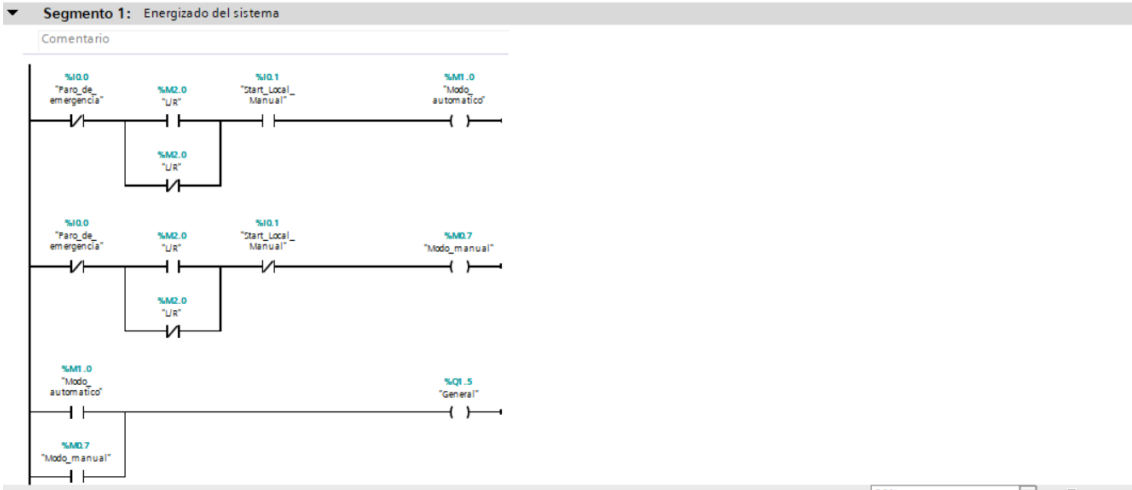 Segmento 1: Energizado del sistema
Comentario
%I0.0
"Paro_de_
emergencia"
%M2.0
"L/R"
%I0.1
"Start_Local_
Manual"
%M1.0
"Modo_
automatico"
%M2.0
"L/R"
%I0.0
"Paro_de_
emergencia"
%M2.0
"L/R"
%I0.1
"Start_Local_
Manual"
%M0.7
"Modo_manual"
%M2.0
"L/R"
%M1.0
"Modo_
automatico"
%Q1.5
"General"
%M0.7
"Modo_manual"